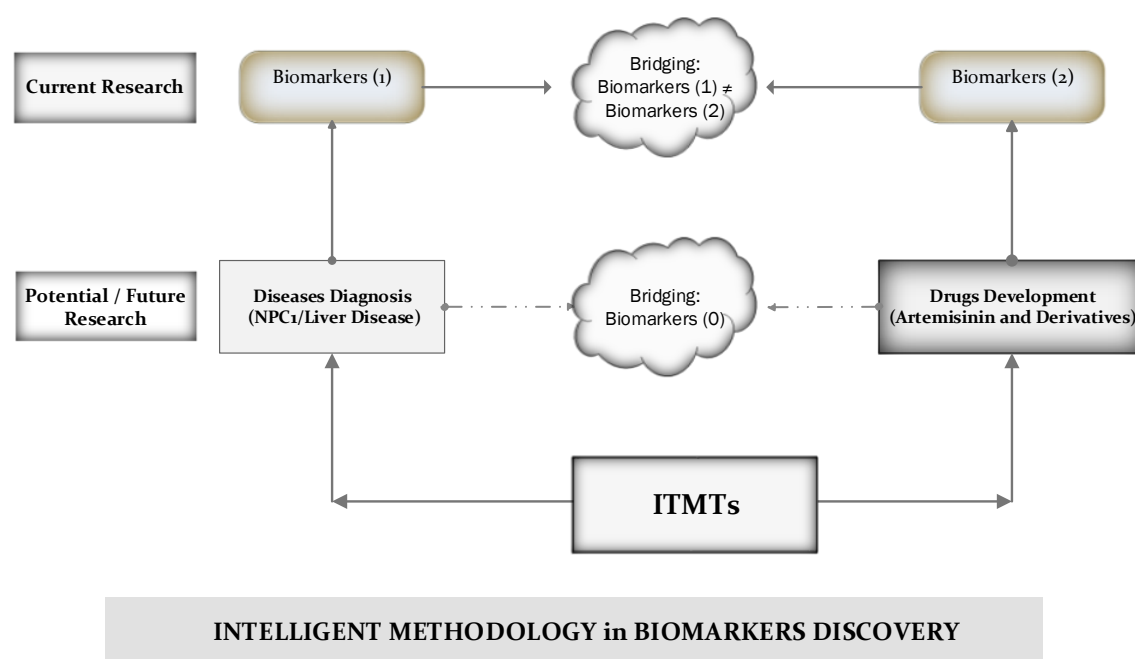 Current Research
Biomarkers (1)
Bridging:
Biomarkers (1) ≠
Biomarkers (2)
Biomarkers (2)
Potential / Future
Research
Diseases Diagnosis
(NPC1/Liver Disease)
Bridging:
Biomarkers (0)
Drugs Development
(Artemisinin and Derivatives)
ITMTs
INTELLIGENT METHODOLOGY in BIOMARKERS DISCOVERY